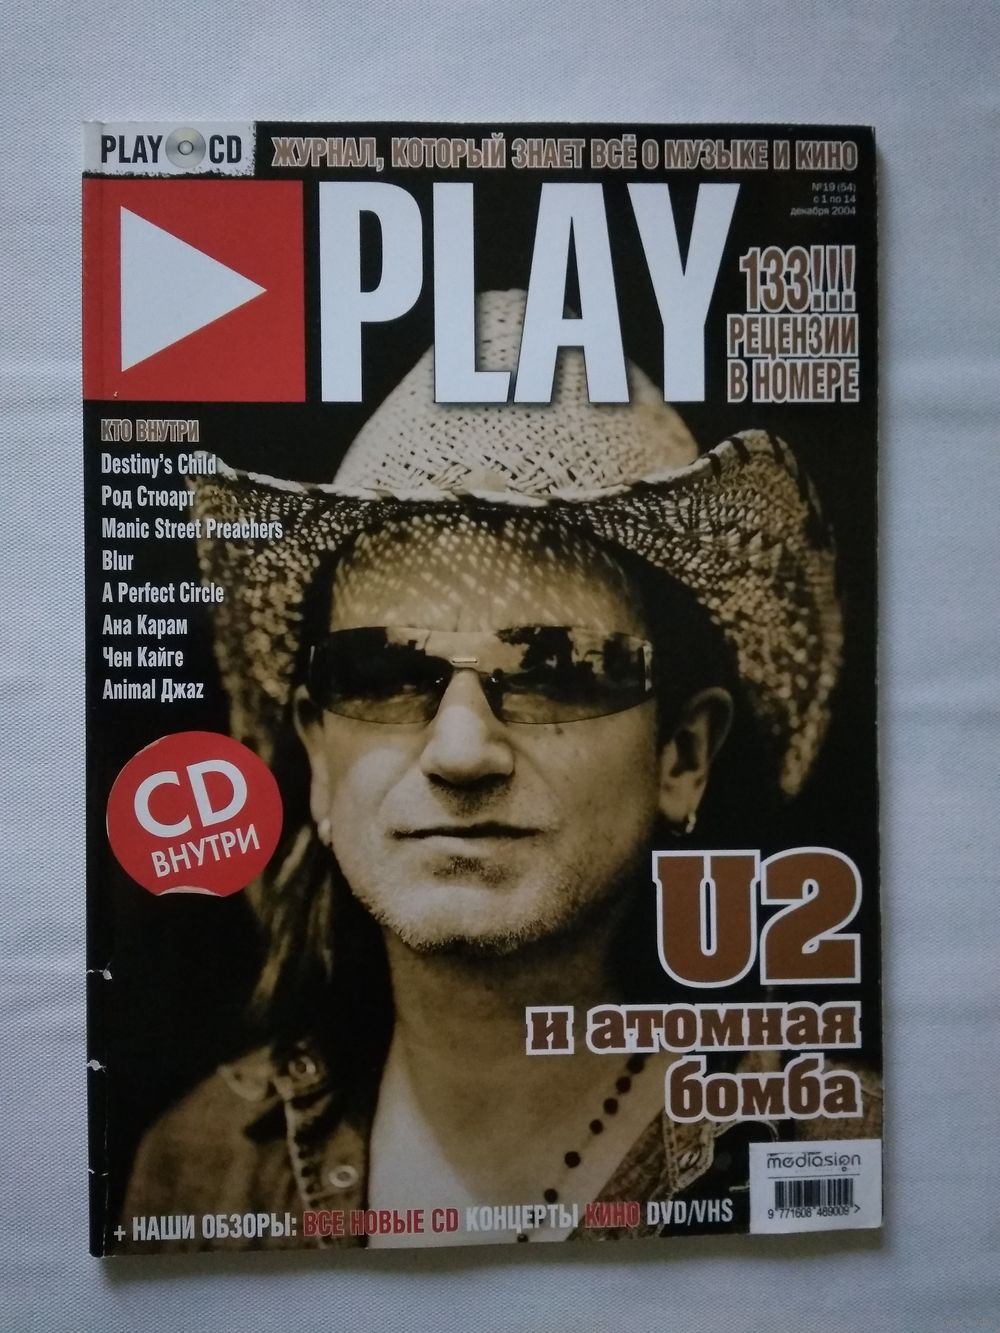 PLAY CD
ЖУРНАЛ, КОТОРЫЙ ЗНАЕТ ВСЁ О МУЗЫКЕ И КИНО
PLAY
№19 (54)
с 1 по 14
декабря 2004
133!!!
РЕЦЕНЗИИ
В НОМЕРЕ
КТО ВНУТРИ
Destiny's Child
Род Стюарт
Manic Street Preachers
Blur
A Perfect Circle
Ана Карам
Чен Кайге
Animal Джаz
CD
ВНУТРИ
U2
и атомная
бомба
mediasign
9 771608 489009 >
+ НАШИ ОБЗОРЫ: ВСЕ НОВЫЕ CD КОНЦЕРТЫ КИНО DVD/VHS